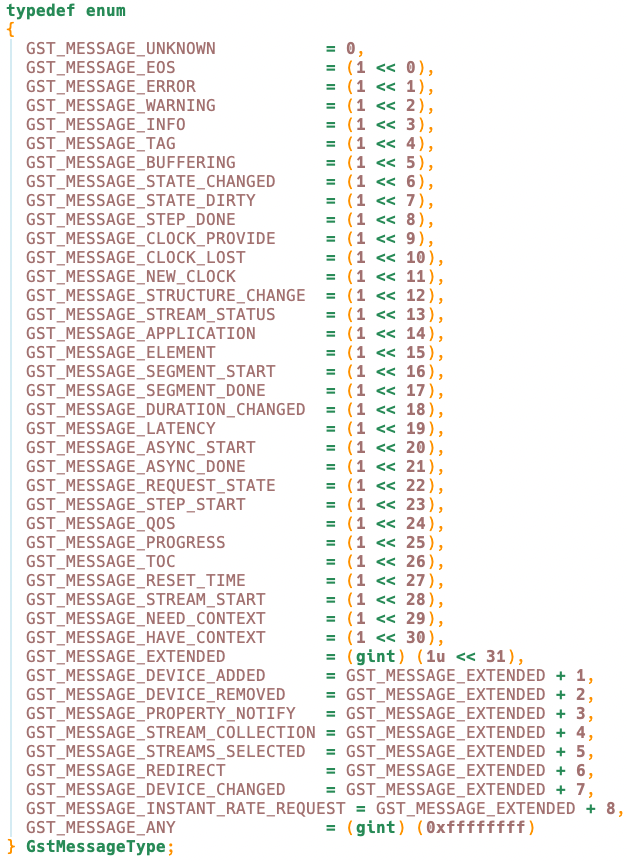 typedef enum
{
  GST_MESSAGE_UNKNOWN           = 0,
  GST_MESSAGE_EOS               = (1 << 0),
  GST_MESSAGE_ERROR             = (1 << 1),
  GST_MESSAGE_WARNING           = (1 << 2),
  GST_MESSAGE_INFO              = (1 << 3),
  GST_MESSAGE_TAG               = (1 << 4),
  GST_MESSAGE_BUFFERING         = (1 << 5),
  GST_MESSAGE_STATE_CHANGED     = (1 << 6),
  GST_MESSAGE_STATE_DIRTY       = (1 << 7),
  GST_MESSAGE_STEP_DONE         = (1 << 8),
  GST_MESSAGE_CLOCK_PROVIDE     = (1 << 9),
  GST_MESSAGE_CLOCK_LOST        = (1 << 10),
  GST_MESSAGE_NEW_CLOCK         = (1 << 11),
  GST_MESSAGE_STRUCTURE_CHANGE  = (1 << 12),
  GST_MESSAGE_STREAM_STATUS     = (1 << 13),
  GST_MESSAGE_APPLICATION       = (1 << 14),
  GST_MESSAGE_ELEMENT           = (1 << 15),
  GST_MESSAGE_SEGMENT_START     = (1 << 16),
  GST_MESSAGE_SEGMENT_DONE      = (1 << 17),
  GST_MESSAGE_DURATION_CHANGED  = (1 << 18),
  GST_MESSAGE_LATENCY           = (1 << 19),
  GST_MESSAGE_ASYNC_START       = (1 << 20),
  GST_MESSAGE_ASYNC_DONE        = (1 << 21),
  GST_MESSAGE_REQUEST_STATE     = (1 << 22),
  GST_MESSAGE_STEP_START        = (1 << 23),
  GST_MESSAGE_QOS               = (1 << 24),
  GST_MESSAGE_PROGRESS          = (1 << 25),
  GST_MESSAGE_TOC               = (1 << 26),
  GST_MESSAGE_RESET_TIME        = (1 << 27),
  GST_MESSAGE_STREAM_START      = (1 << 28),
  GST_MESSAGE_NEED_CONTEXT      = (1 << 29),
  GST_MESSAGE_HAVE_CONTEXT      = (1 << 30),
  GST_MESSAGE_EXTENDED          = (gint) (1u << 31),
  GST_MESSAGE_DEVICE_ADDED      = GST_MESSAGE_EXTENDED + 1,
  GST_MESSAGE_DEVICE_REMOVED    = GST_MESSAGE_EXTENDED + 2,
  GST_MESSAGE_PROPERTY_NOTIFY   = GST_MESSAGE_EXTENDED + 3,
  GST_MESSAGE_STREAM_COLLECTION = GST_MESSAGE_EXTENDED + 4,
  GST_MESSAGE_STREAMS_SELECTED  = GST_MESSAGE_EXTENDED + 5,
  GST_MESSAGE_REDIRECT          = GST_MESSAGE_EXTENDED + 6,
  GST_MESSAGE_DEVICE_CHANGED    = GST_MESSAGE_EXTENDED + 7,
  GST_MESSAGE_INSTANT_RATE_REQUEST = GST_MESSAGE_EXTENDED + 8,
  GST_MESSAGE_ANY               = (gint) (0xffffffff)
} GstMessageType;